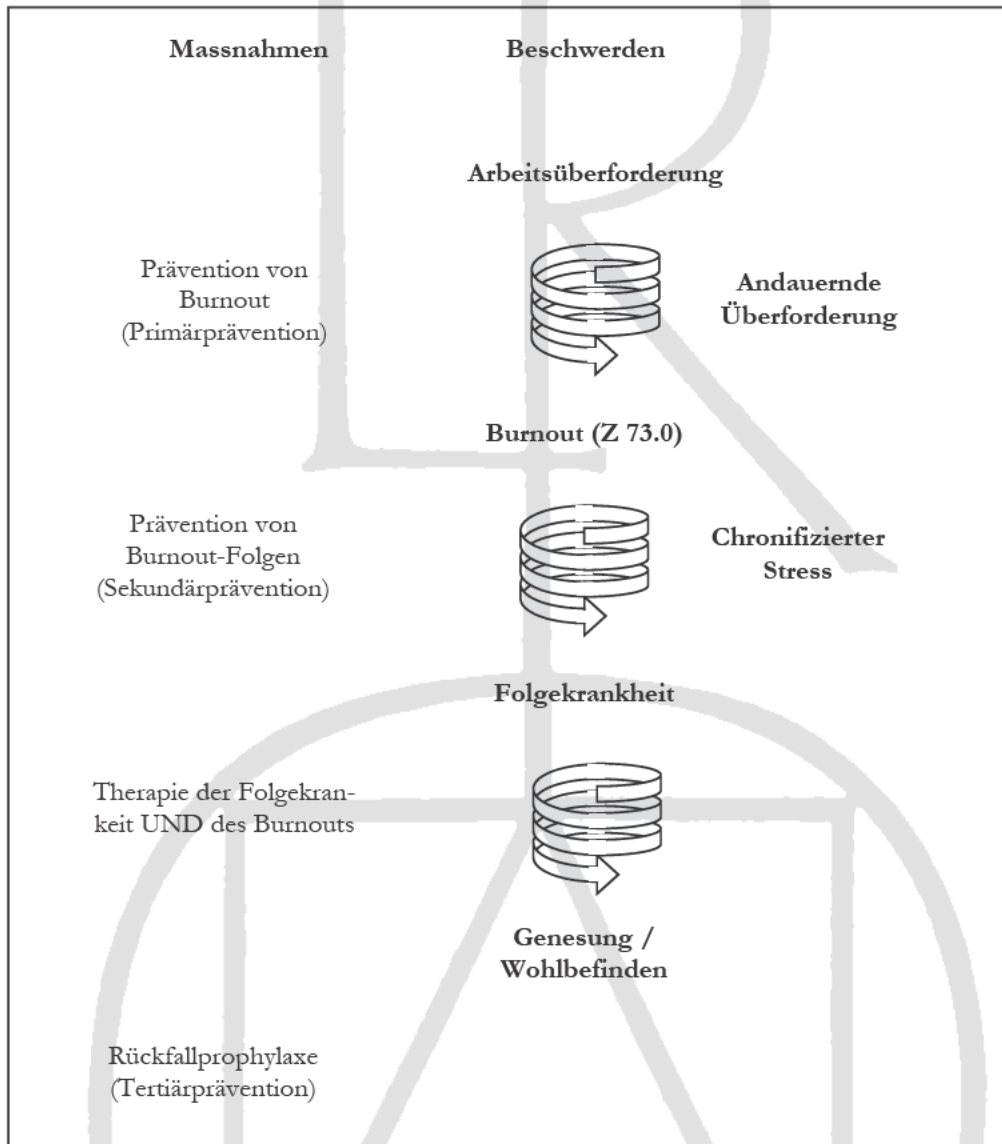 Massnahmen
Beschwerden
Arbeitsüberforderung
Prävention von
Burnout
(Primärprävention)
Andauernde
Überforderung
Burnout (Z 73.0)
Prävention von
Burnout-Folgen
(Sekundärprävention)
Chronifizierter
Stress
Folgekrankheit
Therapie der Folgekran-
keit UND des Burnouts
Genesung /
Wohlbefinden
Rückfallprophylaxe
(Tertiärprävention)